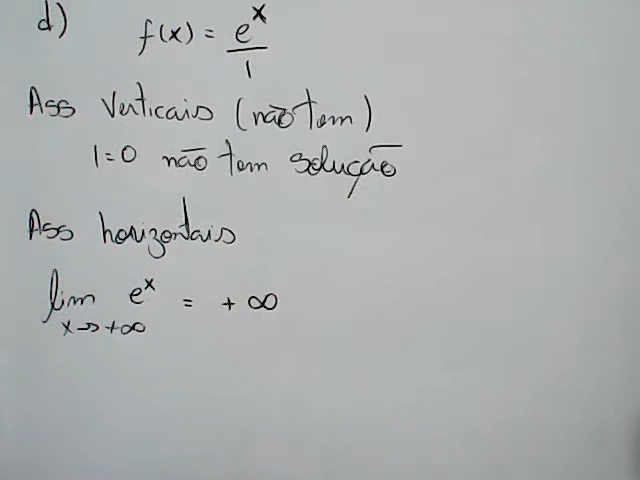 d) f(x) = e^x / 1
Ass Verticais (não tem)
1=0 não tem solução
Ass horizontais
lim e^x = +∞
x→+∞